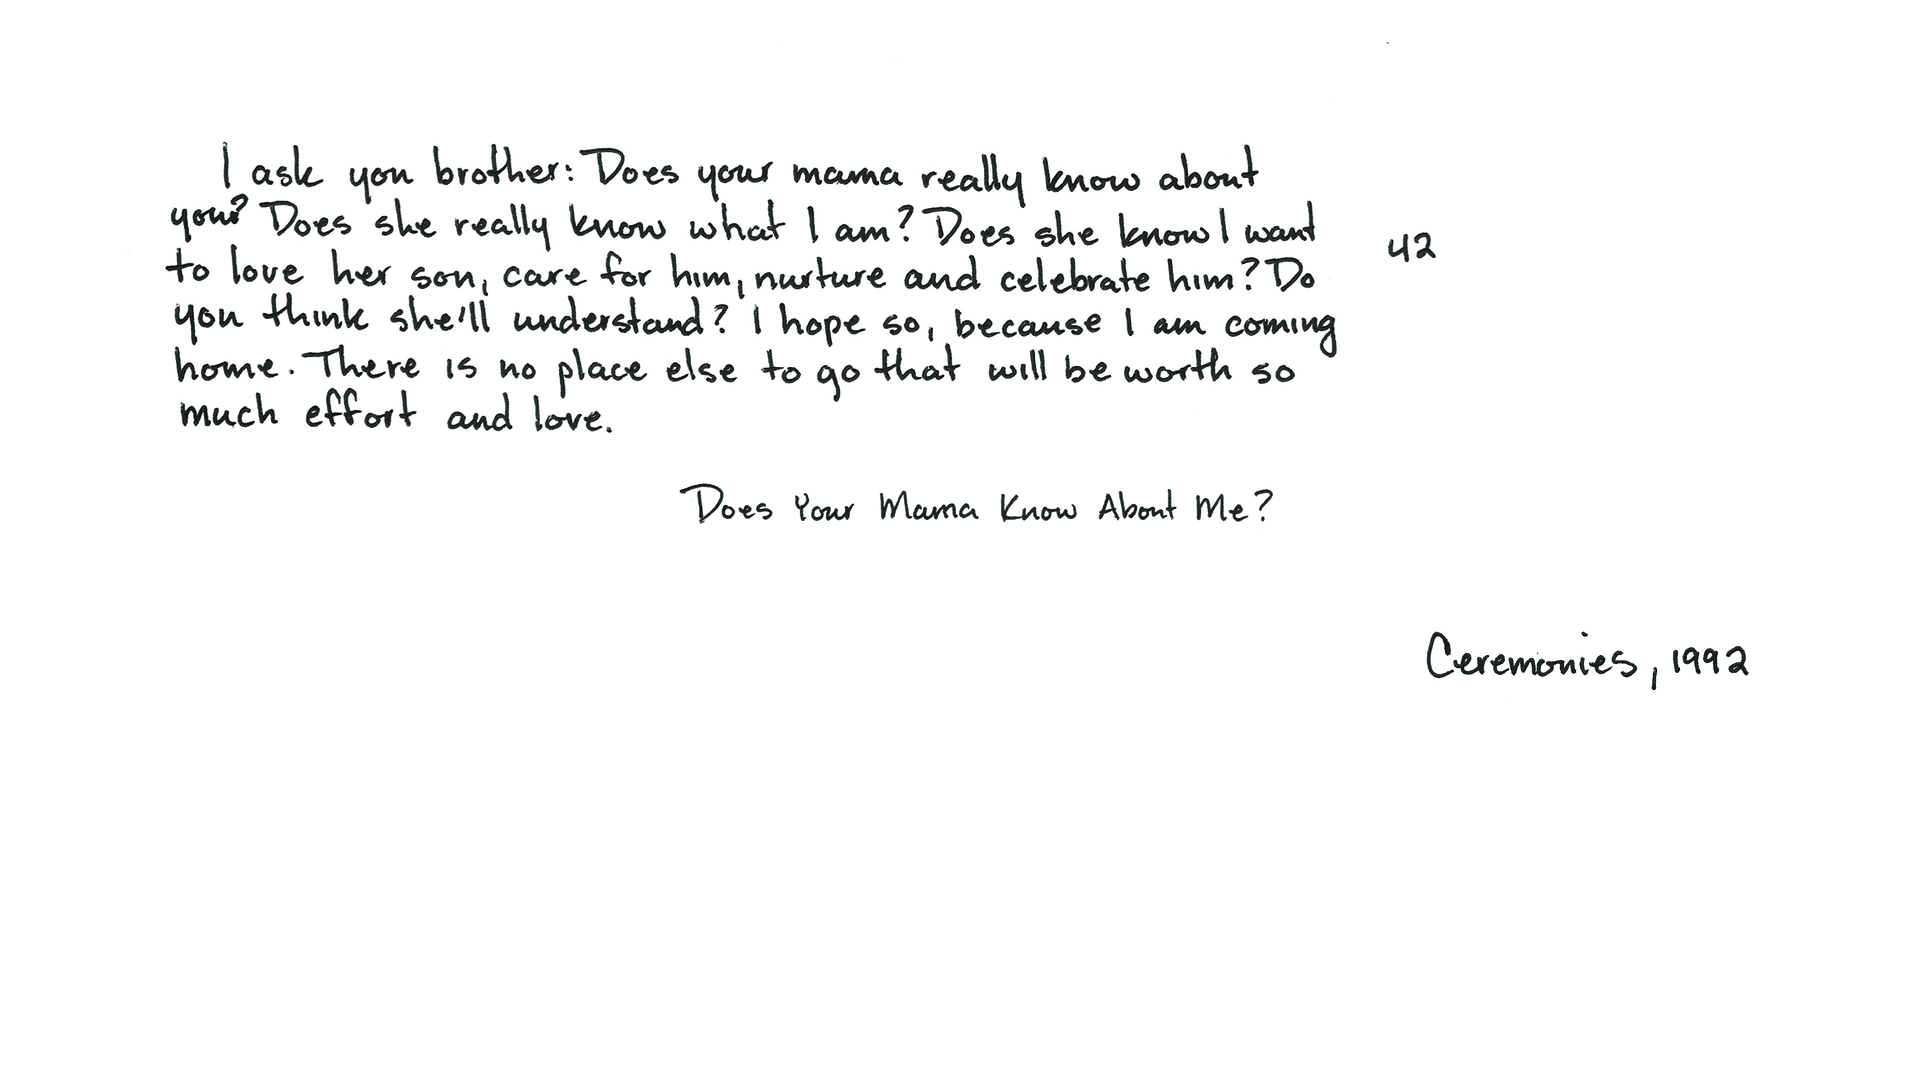 I ask you brother: Does your mama really know about
you? Does she really know what I am? Does she know I want
to love her son, care for him, nurture and celebrate him? Do
you think she'll understand? I hope so, because I am coming
home. There is no place else to go that will be worth so
much effort and love.
42
Does Your Mama Know About Me?
Ceremonies, 1992